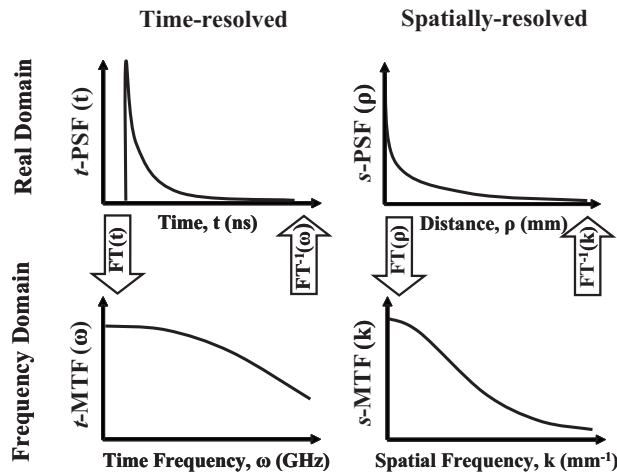 Time-resolved
Spatially-resolved
Real Domain
t-PSF (t)
Time, t (ns)
s-PSF (ρ)
Distance, ρ (mm)
FT(t)
FT⁻¹(ω)
FT(ρ)
FT⁻¹(k)
Frequency Domain
t-MTF (ω)
Time Frequency, ω (GHz)
s-MTF (k)
Spatial Frequency, k (mm⁻¹)